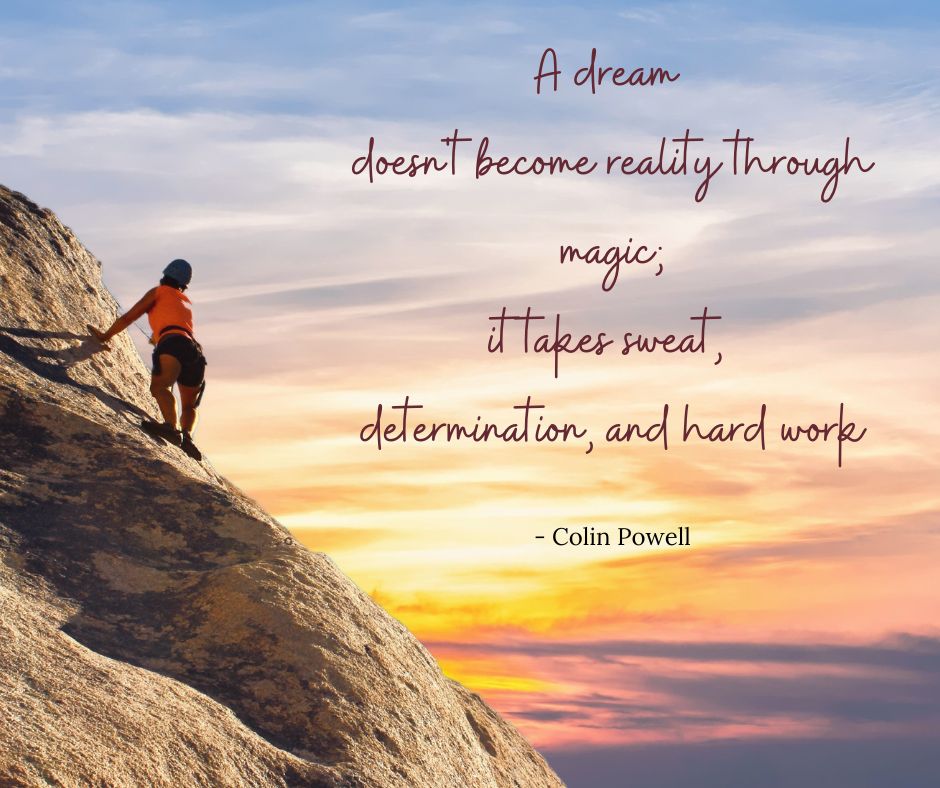 A dream
doesn't become reality through
magic;
it takes sweat,
determination, and hard work
- Colin Powell